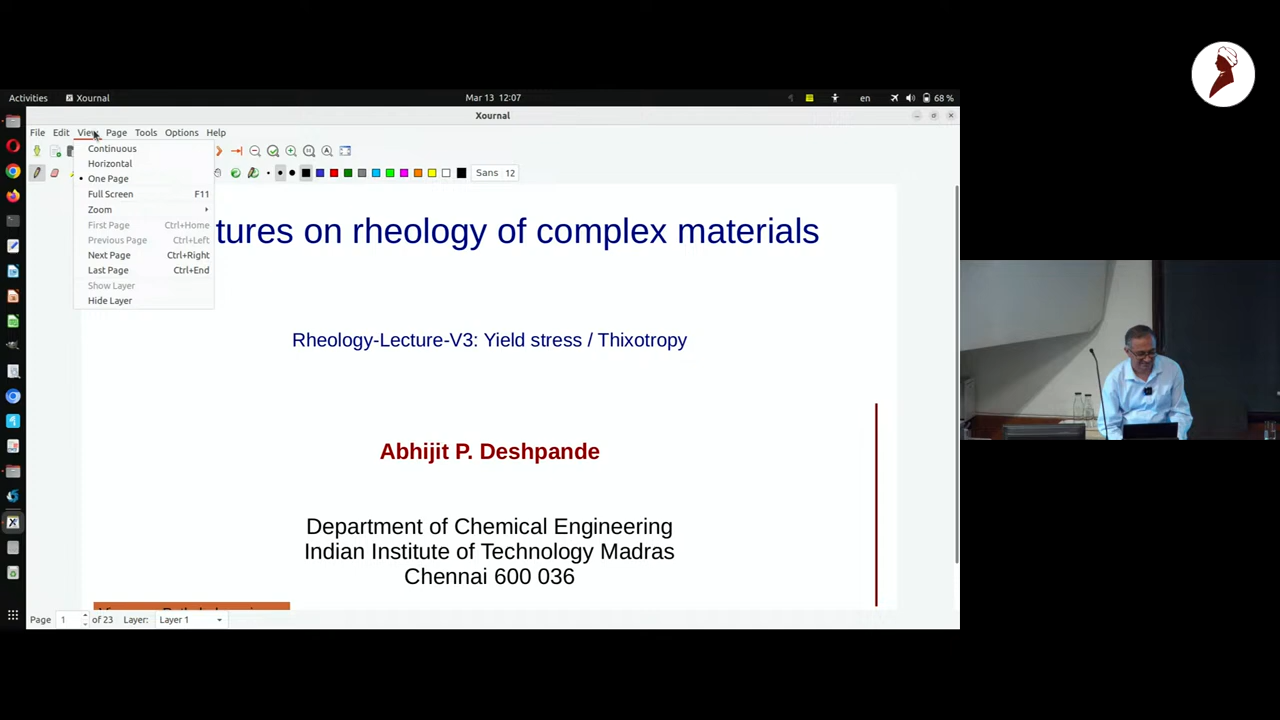 Activities Xournal Mar 13 12:07 en 68 %
Xournal
File Edit View Page Tools Options Help
Continuous
Horizontal
One Page
Full Screen F11
Zoom
First Page Ctrl+Home
Previous Page Ctrl+Left
Next Page Ctrl+Right
Last Page Ctrl+End
Show Layer
Hide Layer
Sans 12
tures on rheology of complex materials
Rheology-Lecture-V3: Yield stress / Thixotropy
Abhijit P. Deshpande
Department of Chemical Engineering
Indian Institute of Technology Madras
Chennai 600 036
Page 1 of 23 Layer: Layer 1